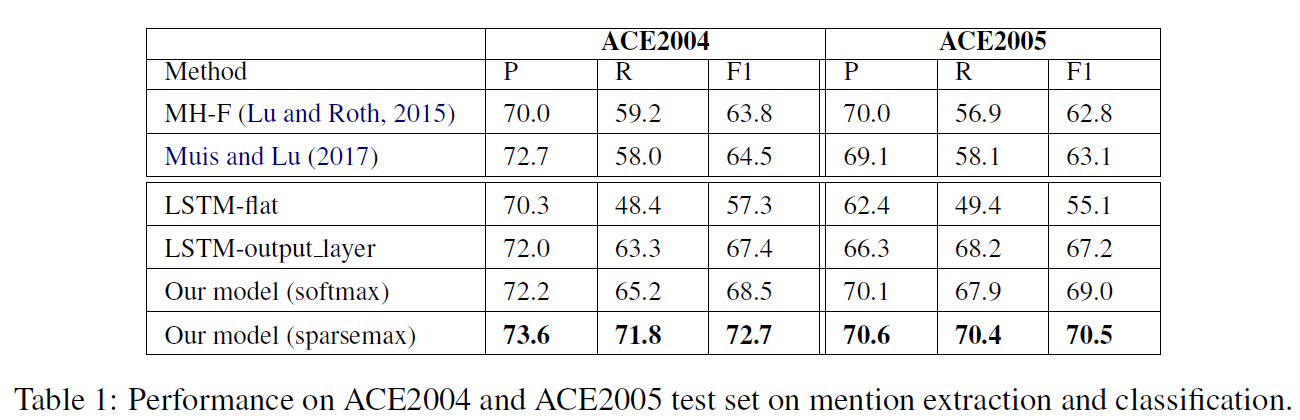 ACE2004 ACE2005
Method P R F1 P R F1
MH-F (Lu and Roth, 2015) 70.0 59.2 63.8 70.0 56.9 62.8
Muis and Lu (2017) 72.7 58.0 64.5 69.1 58.1 63.1
LSTM-flat 70.3 48.4 57.3 62.4 49.4 55.1
LSTM-output_layer 72.0 63.3 67.4 66.3 68.2 67.2
Our model (softmax) 72.2 65.2 68.5 70.1 67.9 69.0
Our model (sparsemax) 73.6 71.8 72.7 70.6 70.4 70.5
Table 1: Performance on ACE2004 and ACE2005 test set on mention extraction and classification.